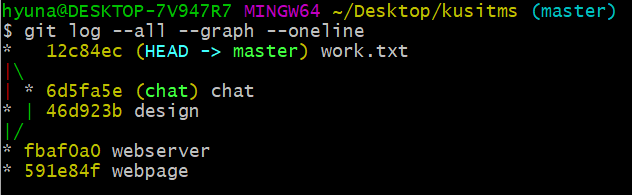 hyuna@DESKTOP-7V947R7 MINGW64 ~/Desktop/kusitms (master)
$ git log --all --graph --oneline
*   12c84ec (HEAD -> master) work.txt
|\
| * 6d5fa5e (chat) chat
* | 46d923b design
|/
* fbaf0a0 webserver
* 591e84f webpage